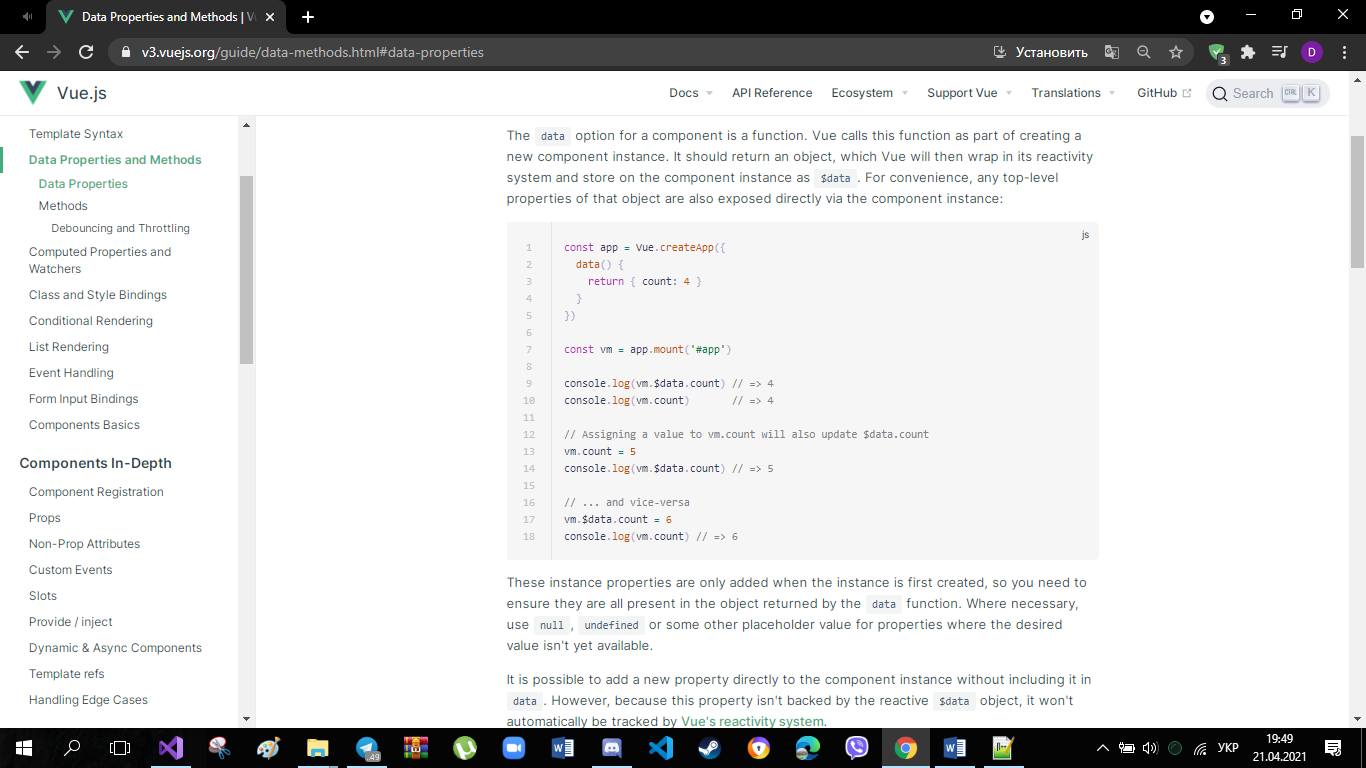 Data Properties and Methods | V
v3.vuejs.org/guide/data-methods.html#data-properties
Установить
3
D
Vue.js
Docs
API Reference
Ecosystem
Support Vue
Translations
GitHub
Search
CTRL
K
Template Syntax
Data Properties and Methods
Data Properties
Methods
Debouncing and Throttling
Computed Properties and
Watchers
Class and Style Bindings
Conditional Rendering
List Rendering
Event Handling
Form Input Bindings
Components Basics
Components In-Depth
Component Registration
Props
Non-Prop Attributes
Custom Events
Slots
Provide / inject
Dynamic & Async Components
Template refs
Handling Edge Cases
The data option for a component is a function. Vue calls this function as part of creating a
new component instance. It should return an object, which Vue will then wrap in its reactivity
system and store on the component instance as $data . For convenience, any top-level
properties of that object are also exposed directly via the component instance:
js
1 const app = Vue.createApp({
2 data() {
3 return { count: 4 }
4 }
5 })
6
7 const vm = app.mount('#app')
8
9 console.log(vm.$data.count) // => 4
10 console.log(vm.count) // => 4
11
12 // Assigning a value to vm.count will also update $data.count
13 vm.count = 5
14 console.log(vm.$data.count) // => 5
15
16 // ... and vice-versa
17 vm.$data.count = 6
18 console.log(vm.count) // => 6
These instance properties are only added when the instance is first created, so you need to
ensure they are all present in the object returned by the data function. Where necessary,
use null , undefined or some other placeholder value for properties where the desired
value isn't yet available.
It is possible to add a new property directly to the component instance without including it in
data . However, because this property isn't backed by the reactive $data object, it won't
automatically be tracked by Vue's reactivity system.
49
УКР
19:49
21.04.2021